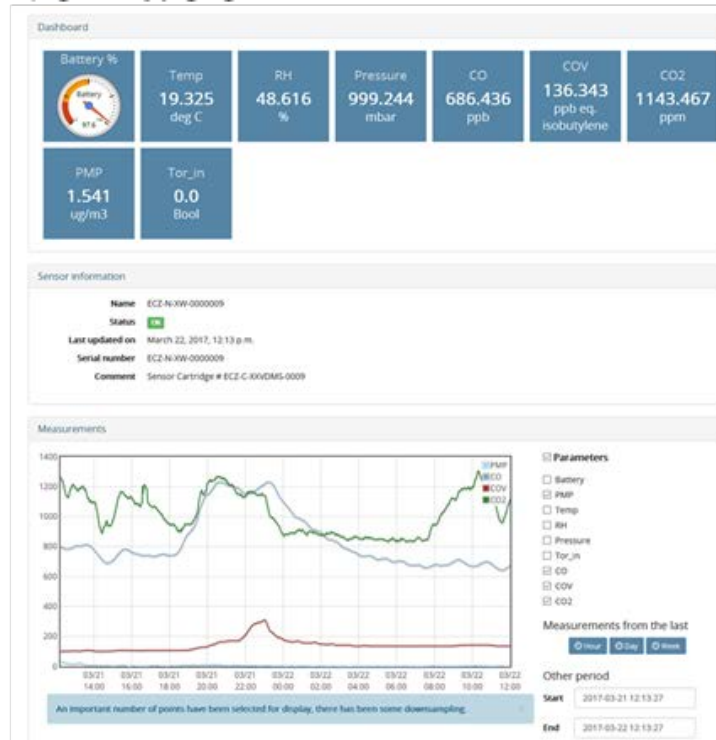 Dashboard
Battery %
Battery
97.6
Temp
19.325
deg C
RH
48.616
%
Pressure
999.244
mbar
CO
686.436
ppb
COV
136.343
ppb eq.
isobutylene
CO2
1143.467
ppm
PMP
1.541
ug/m3
Tor_in
0.0
Bool
Sensor information
Name ECZ-N-XW-0000009
Status OK
Last updated on March 22, 2017, 12:13 p.m.
Serial number ECZ-N-XW-0000009
Comment
Measurements
1400
1200
1000
800
600
400
200
0
PMP
CO
COV
CO2
03/21 03/21 03/21 03/21 03/21 03/22 03/22 03/22 03/22 03/22 03/22 03/22
14:00 16:00 18:00 20:00 22:00 00:00 02:00 04:00 06:00 08:00 10:00 12:00
An important number of points have been selected for display, there has been some downsampling.
Parameters
Battery
PMP
Temp
RH
Pressure
Tor_in
CO
COV
CO2
Measurements from the last
Hour Day Week
Other period
Start 2017-03-21 12:13:27
End 2017-03-22 12:13:27